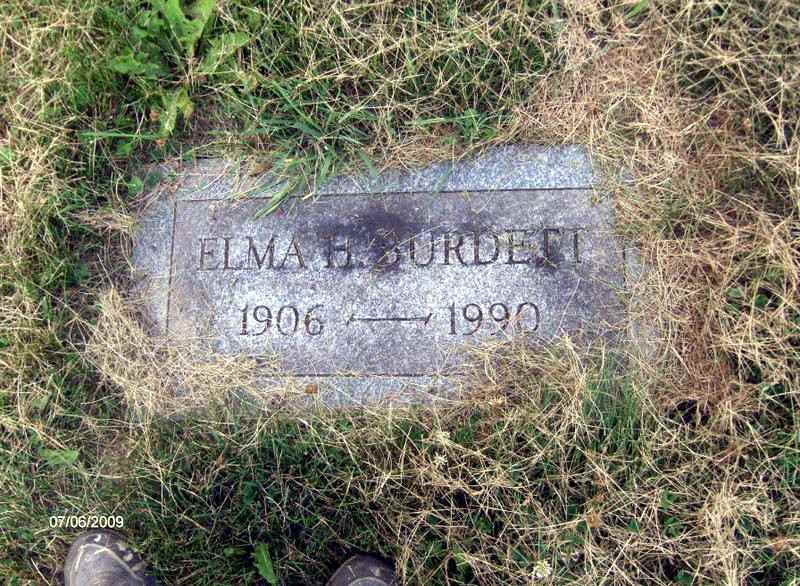 ELMA H. BURDETT
1906 — 1990
07/06/2009